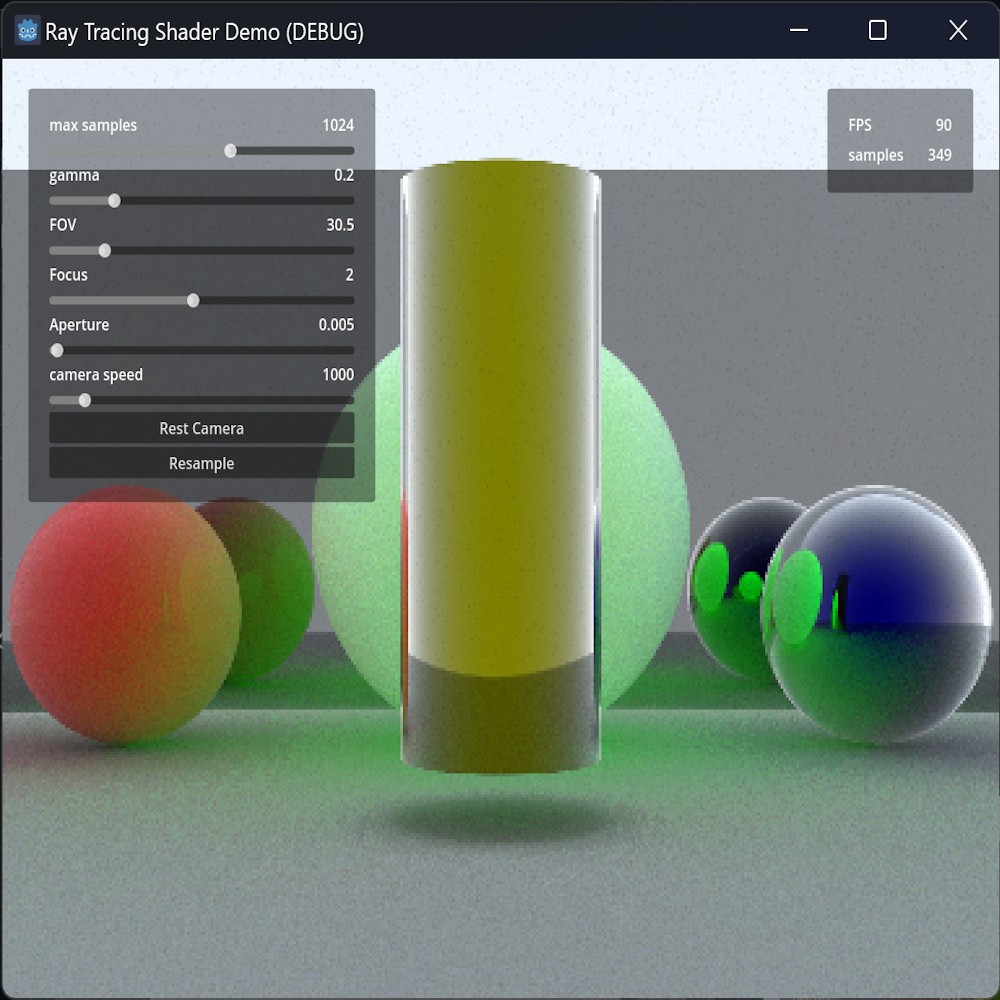 Ray Tracing Shader Demo (DEBUG)
max samples 1024
gamma 0.2
FOV 30.5
Focus 2
Aperture 0.005
camera speed 1000
Rest Camera
Resample
FPS 90
samples 349